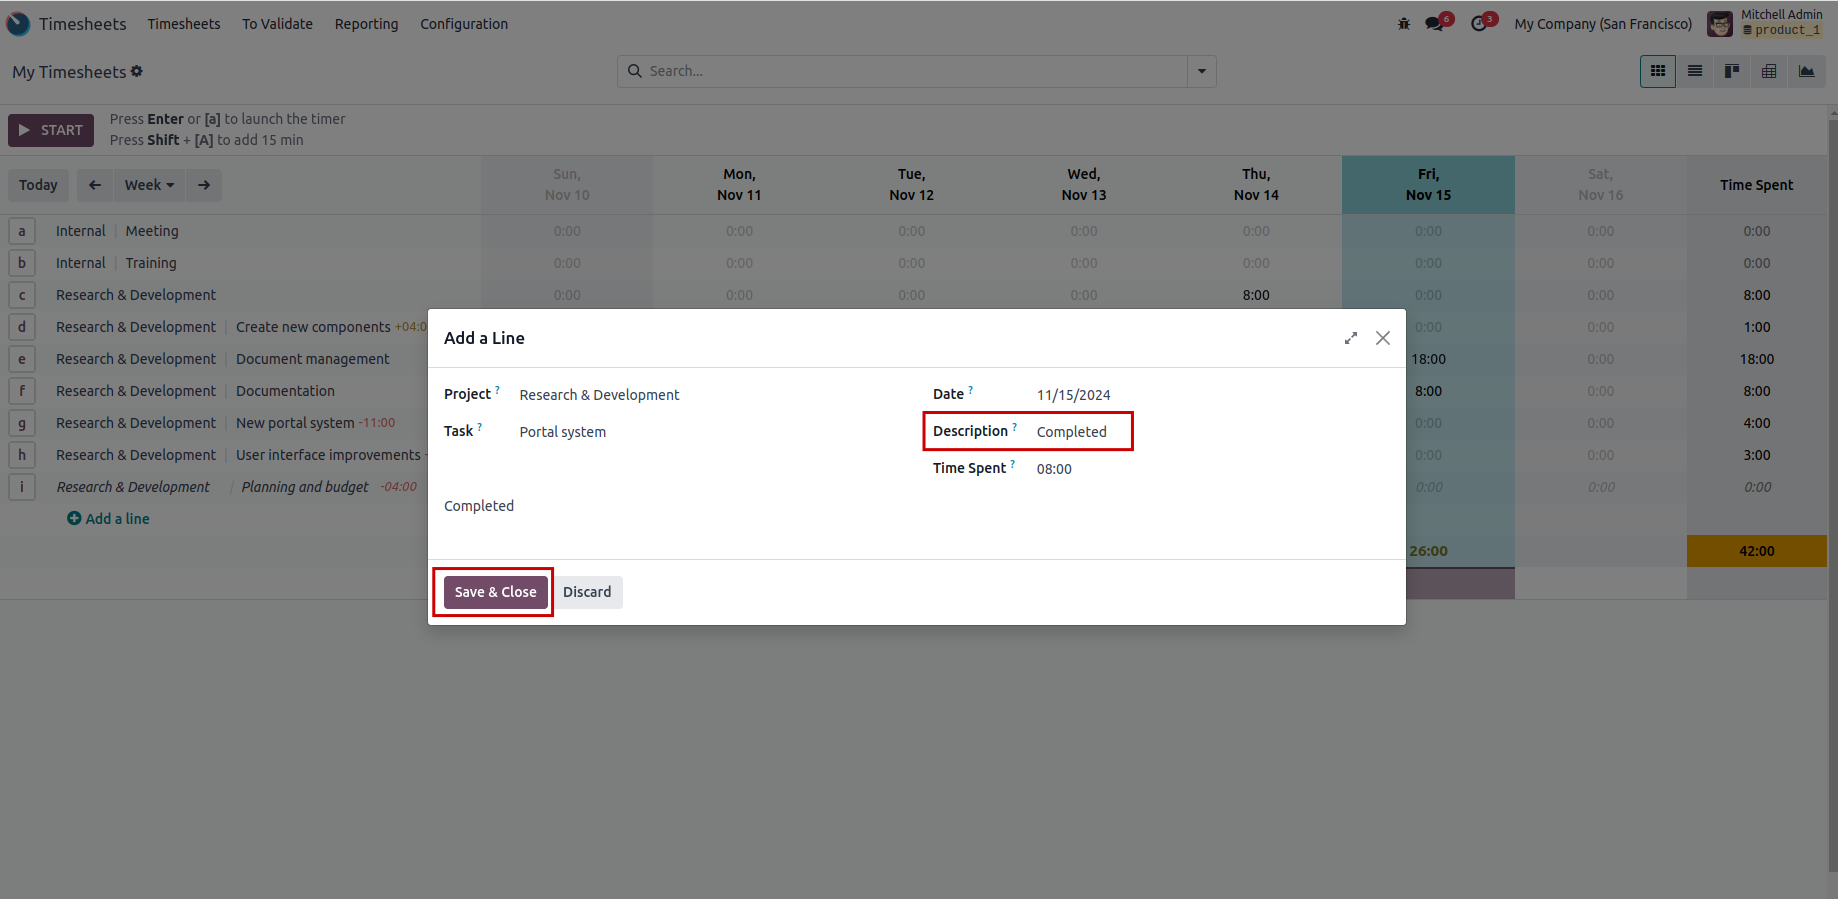 Timesheets Timesheets To Validate Reporting Configuration 6 3 My Company (San Francisco) Mitchell Admin
product_1
My Timesheets Search...
START Press Enter or [a] to launch the timer
Press Shift + [A] to add 15 min
Today Week Sun, Nov 10 Mon, Nov 11 Tue, Nov 12 Wed, Nov 13 Thu, Nov 14 Fri, Nov 15 Sat, Nov 16 Time Spent
a Internal Meeting 0:00 0:00 0:00 0:00 0:00 0:00 0:00 0:00
b Internal Training 0:00 0:00 0:00 0:00 0:00 0:00 0:00 0:00
c Research & Development 0:00 0:00 0:00 0:00 8:00 0:00 0:00 8:00
d Research & Development Create new components +04:0 0:00 0:00 1:00
e Research & Development Document management 18:00 0:00 18:00
f Research & Development Documentation 8:00 0:00 8:00
g Research & Development New portal system -11:00 0:00 0:00 4:00
h Research & Development User interface improvements 0:00 0:00 3:00
i Research & Development / Planning and budget -04:00 0:00 0:00 0:00
Add a line
26:00 42:00
Add a Line
Project ? Research & Development
Task ? Portal system
Date ? 11/15/2024
Description ? Completed
Time Spent ? 08:00
Completed
Save & Close Discard